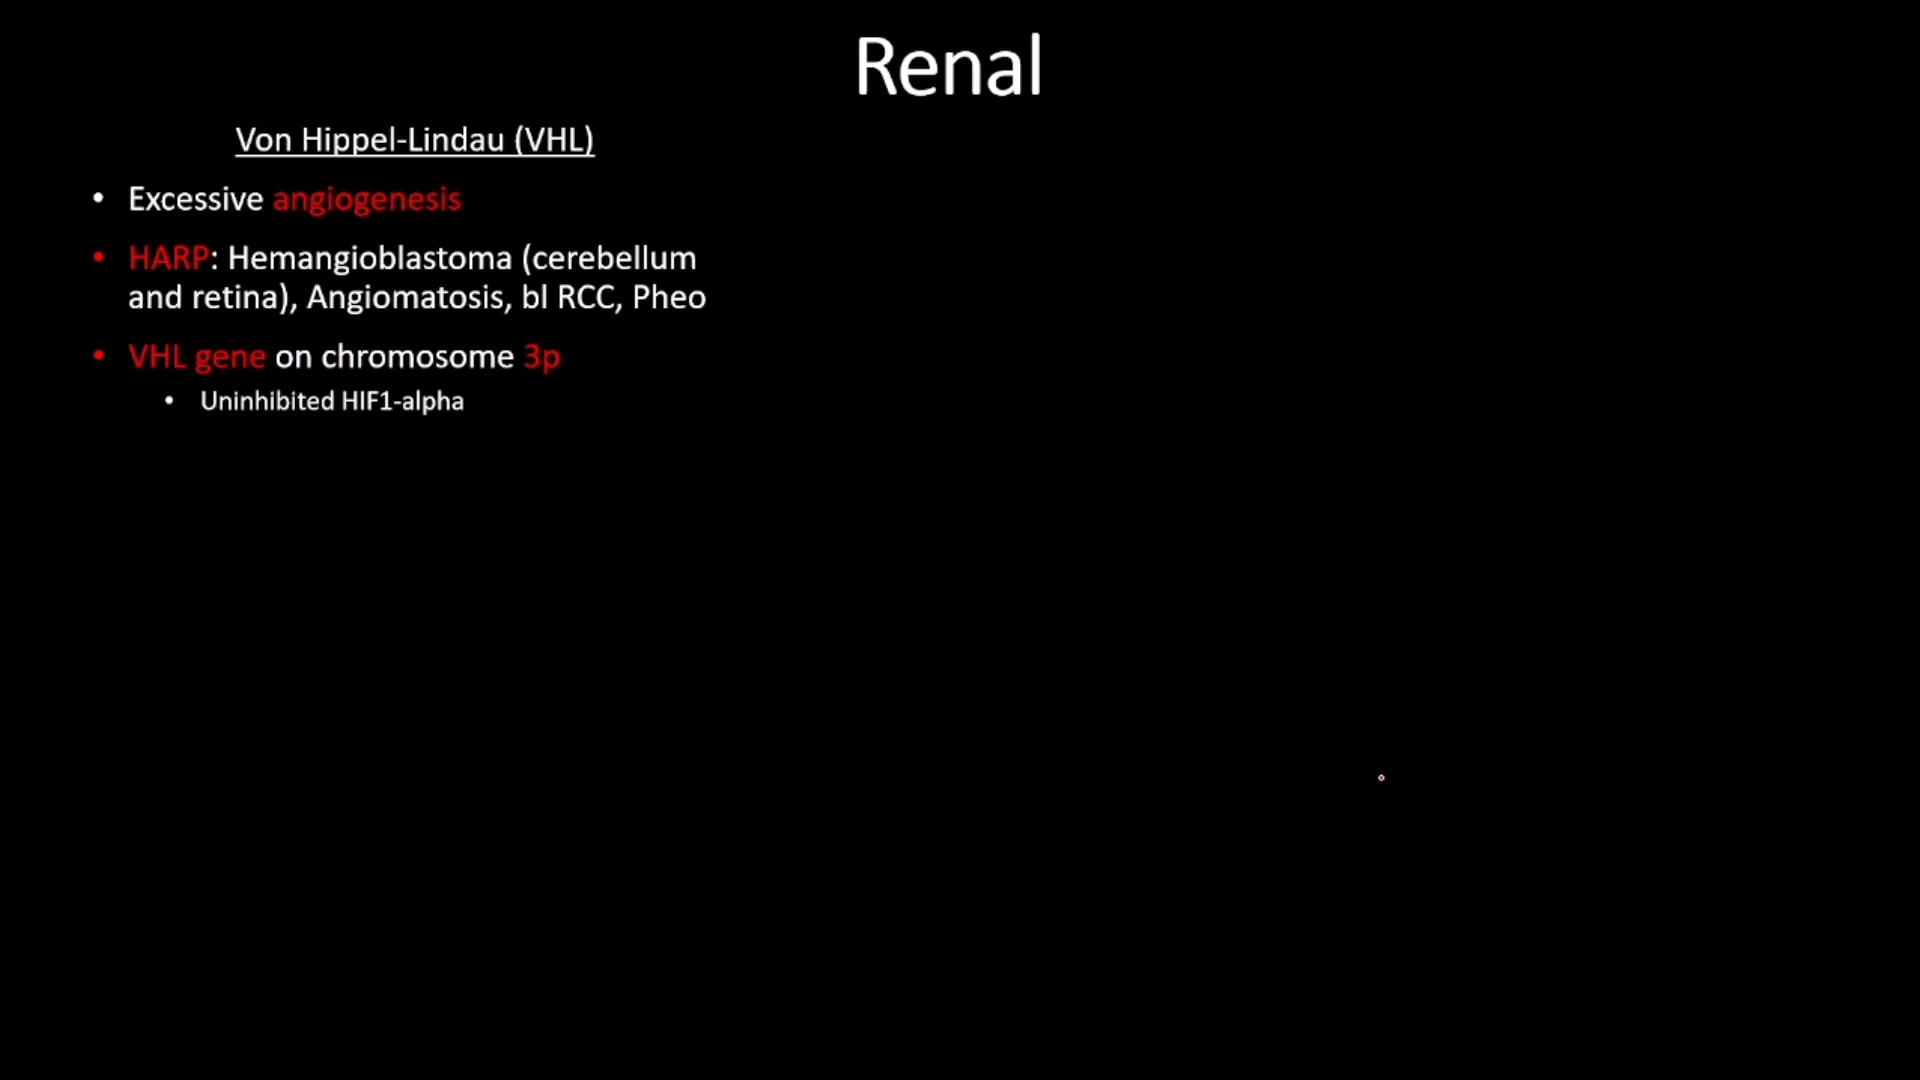 Renal
Von Hippel-Lindau (VHL)
• Excessive angiogenesis
• HARP: Hemangioblastoma (cerebellum
and retina), Angiomatosis, bl RCC, Pheo
• VHL gene on chromosome 3p
• Uninhibited HIF1-alpha